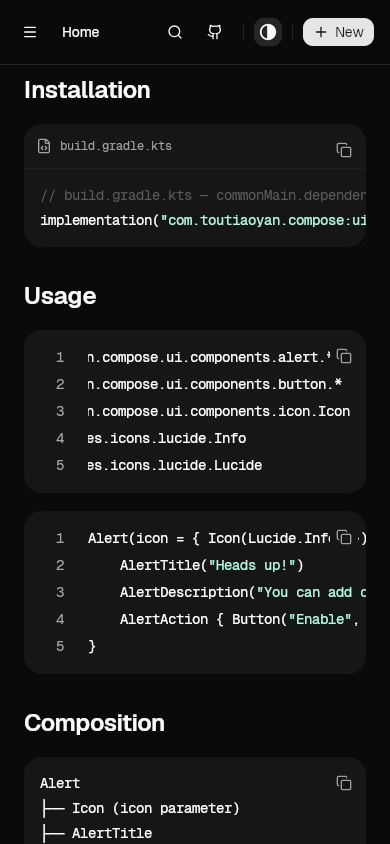 Home
New
Installation
build.gradle.kts
// build.gradle.kts — commonMain.depender
implementation("com.toutiaoyan.compose:ui
Usage
1 n.compose.ui.components.alert.*
2 n.compose.ui.components.button.*
3 n.compose.ui.components.icon.Icon
4 es.icons.lucide.Info
5 es.icons.lucide.Lucide
1 Alert(icon = { Icon(Lucide.Info )
2 AlertTitle("Heads up!")
3 AlertDescription("You can add c
4 AlertAction { Button("Enable",
5 }
Composition
Alert
├── Icon (icon parameter)
├── AlertTitle